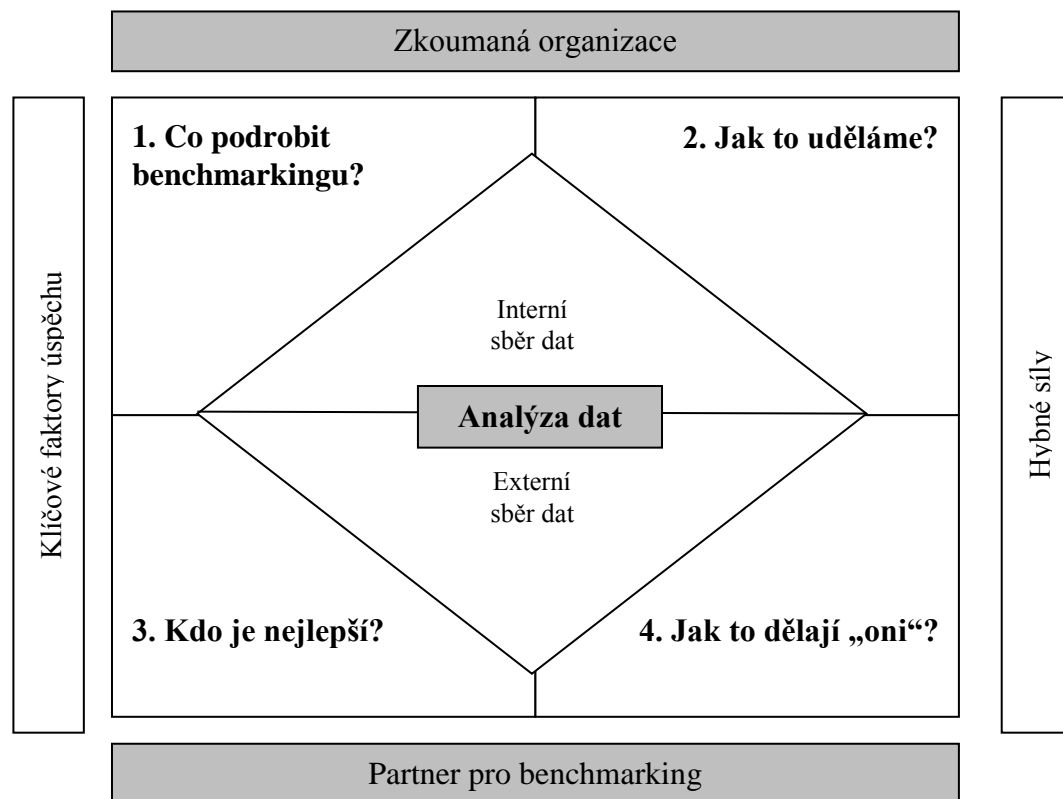 Zkoumaná organizace
Klíčové faktory úspěchu
1. Co podrobit
benchmarkingu?
2. Jak to uděláme?
Interní
sběr dat
Analýza dat
Externí
sběr dat
3. Kdo je nejlepší?
4. Jak to dělají „oni“?
Hybné síly
Partner pro benchmarking